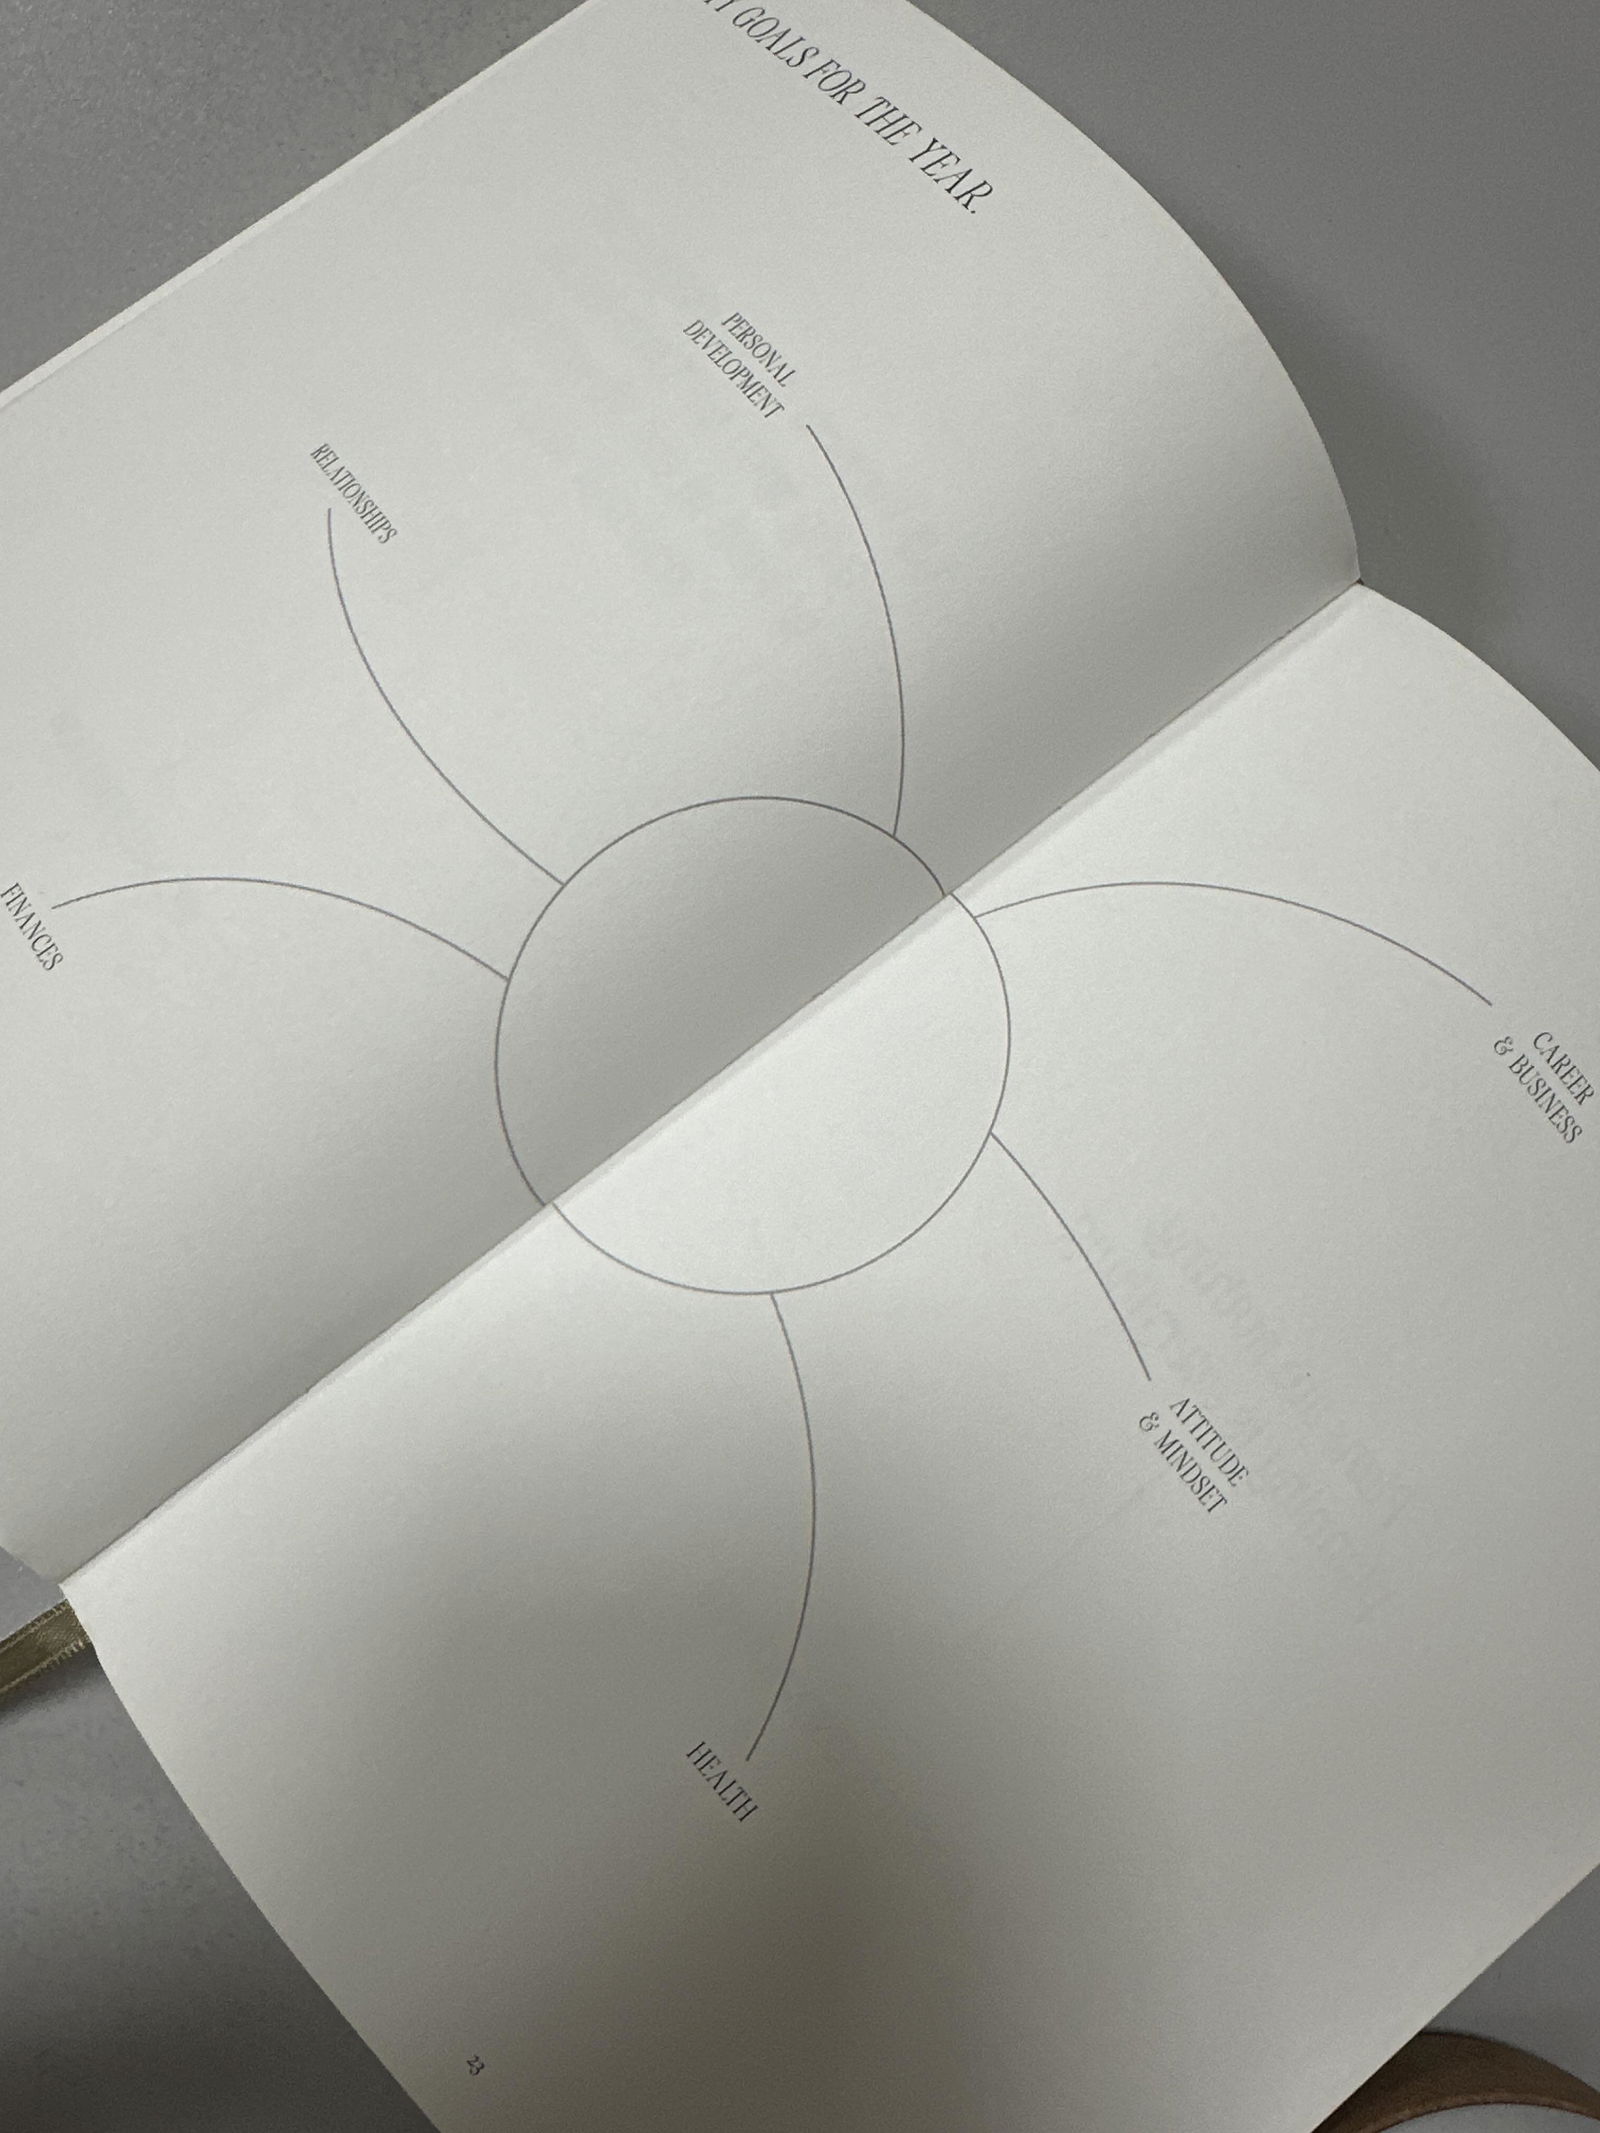 GOALS FOR THE YEAR.
PERSONAL
DEVELOPMENT
RELATIONSHIPS
FINANCES
CAREER
& BUSINESS
ATTITUDE
& MINDSET
HEALTH
23